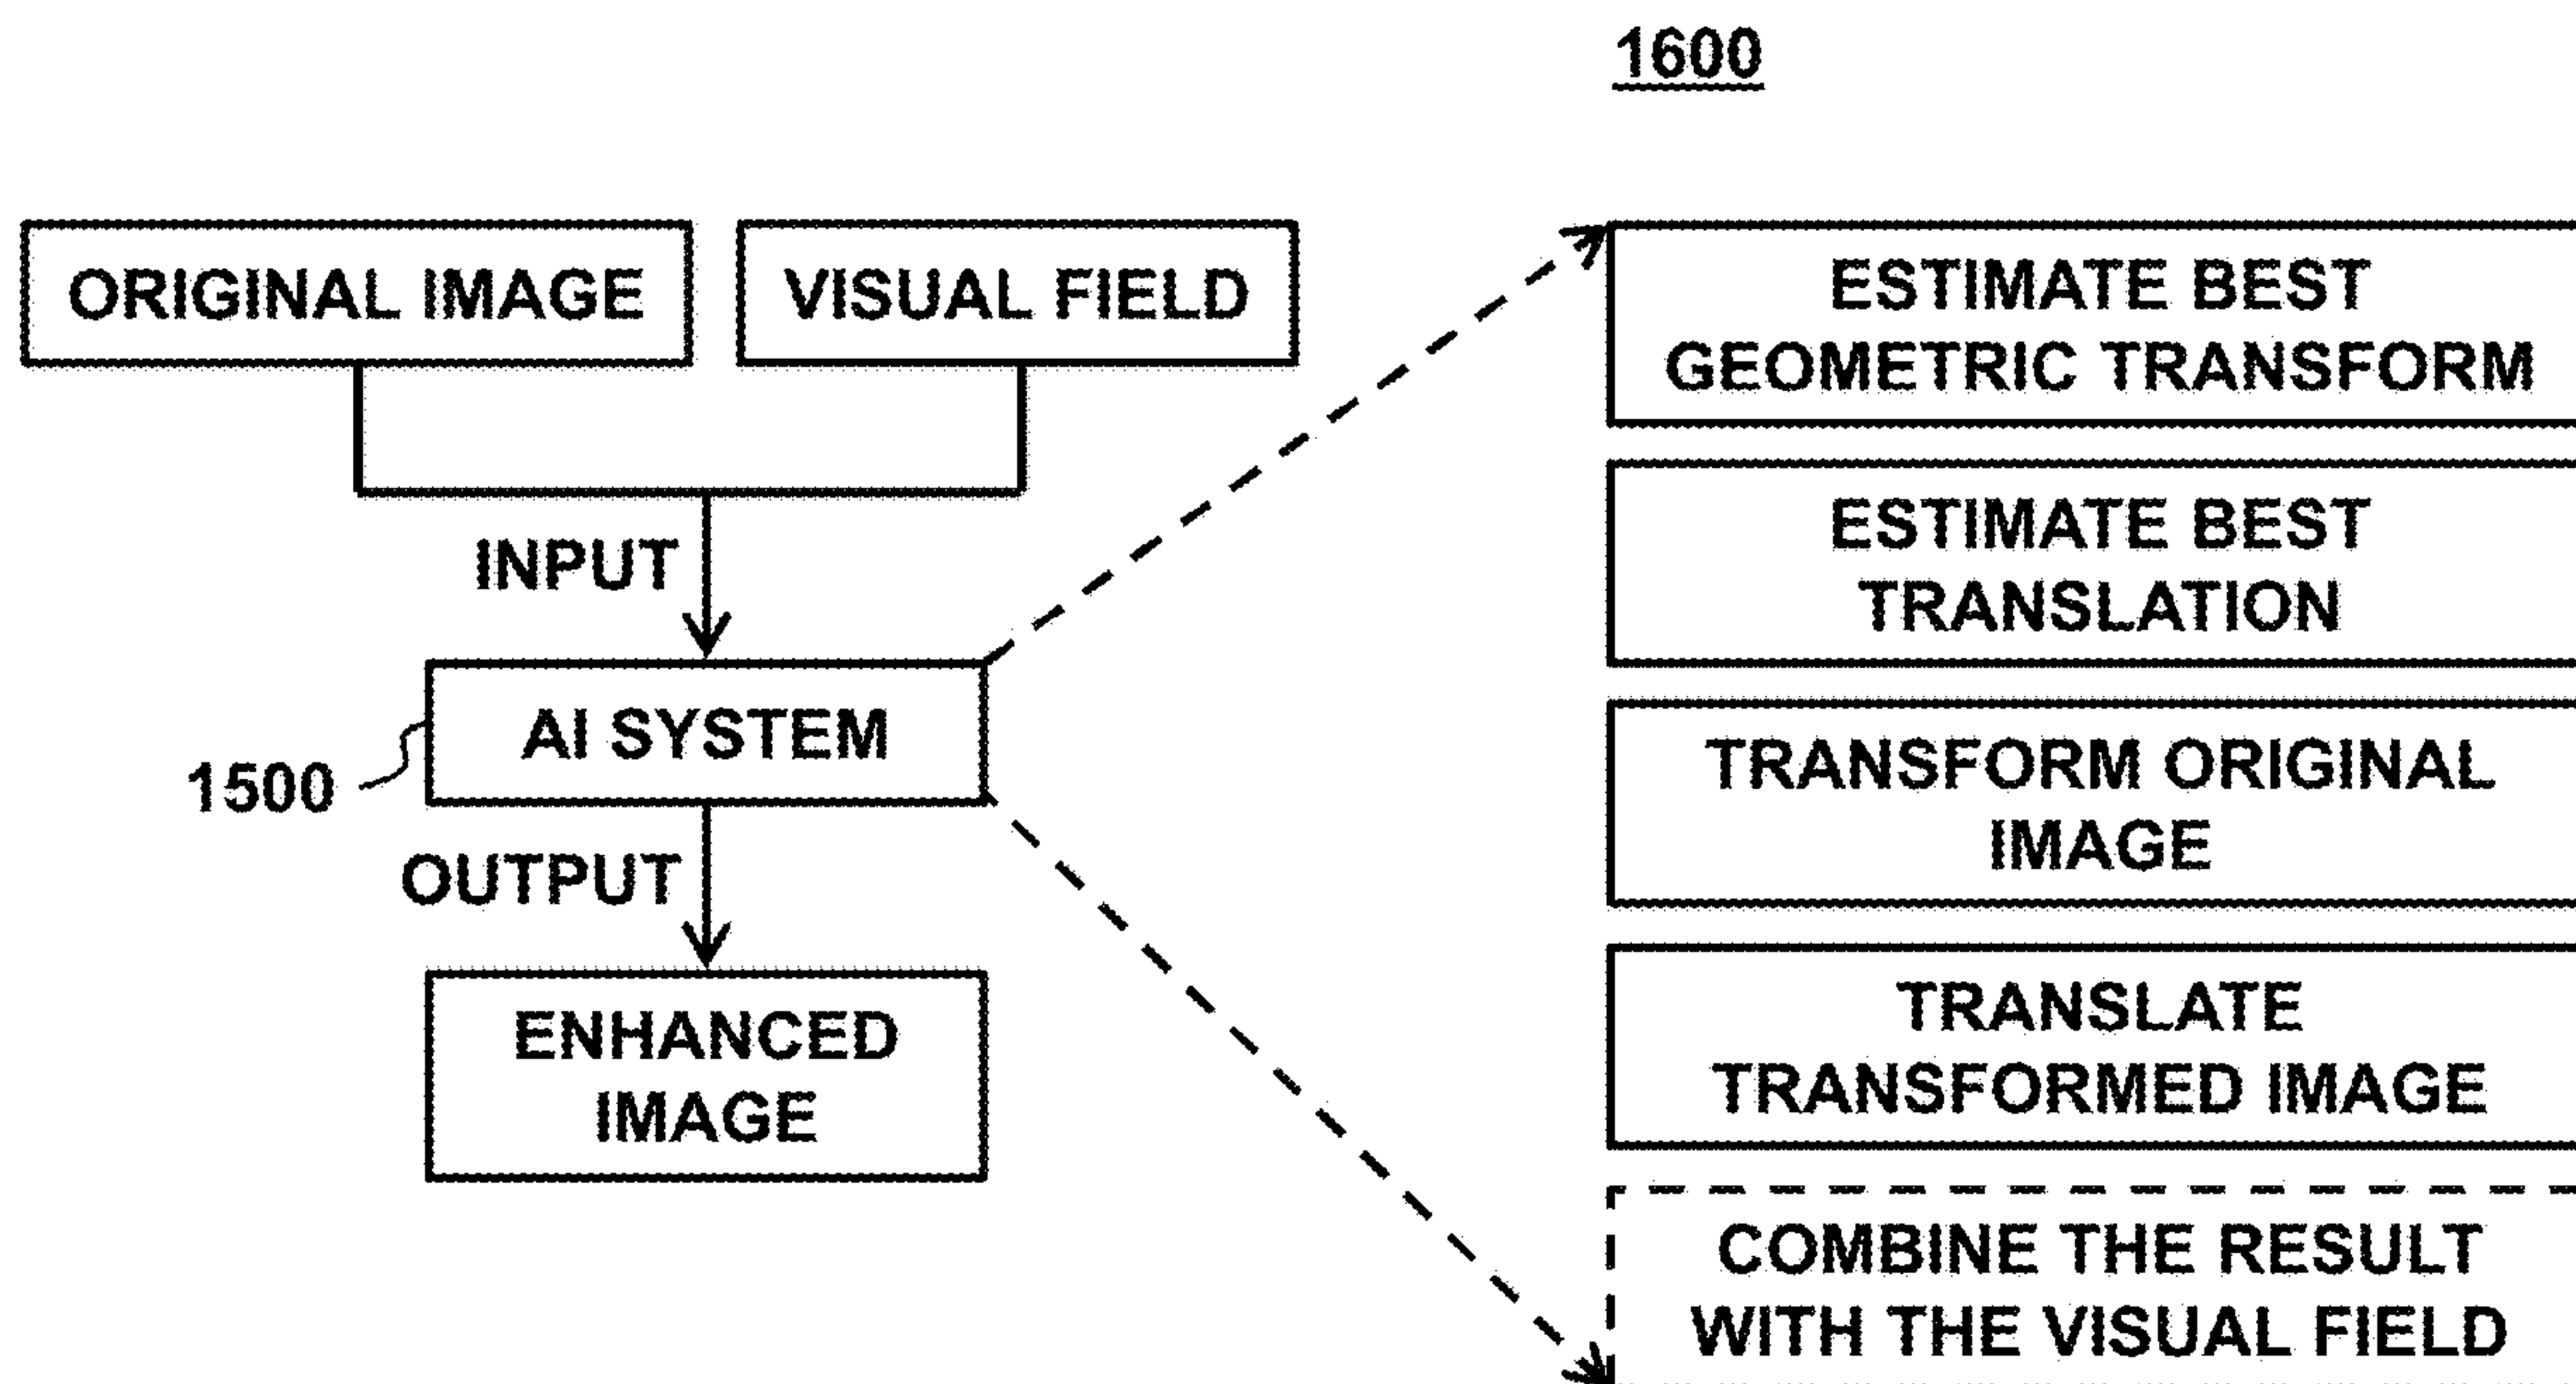 1600
ORIGINAL IMAGE
VISUAL FIELD
INPUT
AI SYSTEM
1500
OUTPUT
ENHANCED
IMAGE
ESTIMATE BEST
GEOMETRIC TRANSFORM
ESTIMATE BEST
TRANSLATION
TRANSFORM ORIGINAL
IMAGE
TRANSLATE
TRANSFORMED IMAGE
COMBINE THE RESULT
WITH THE VISUAL FIELD